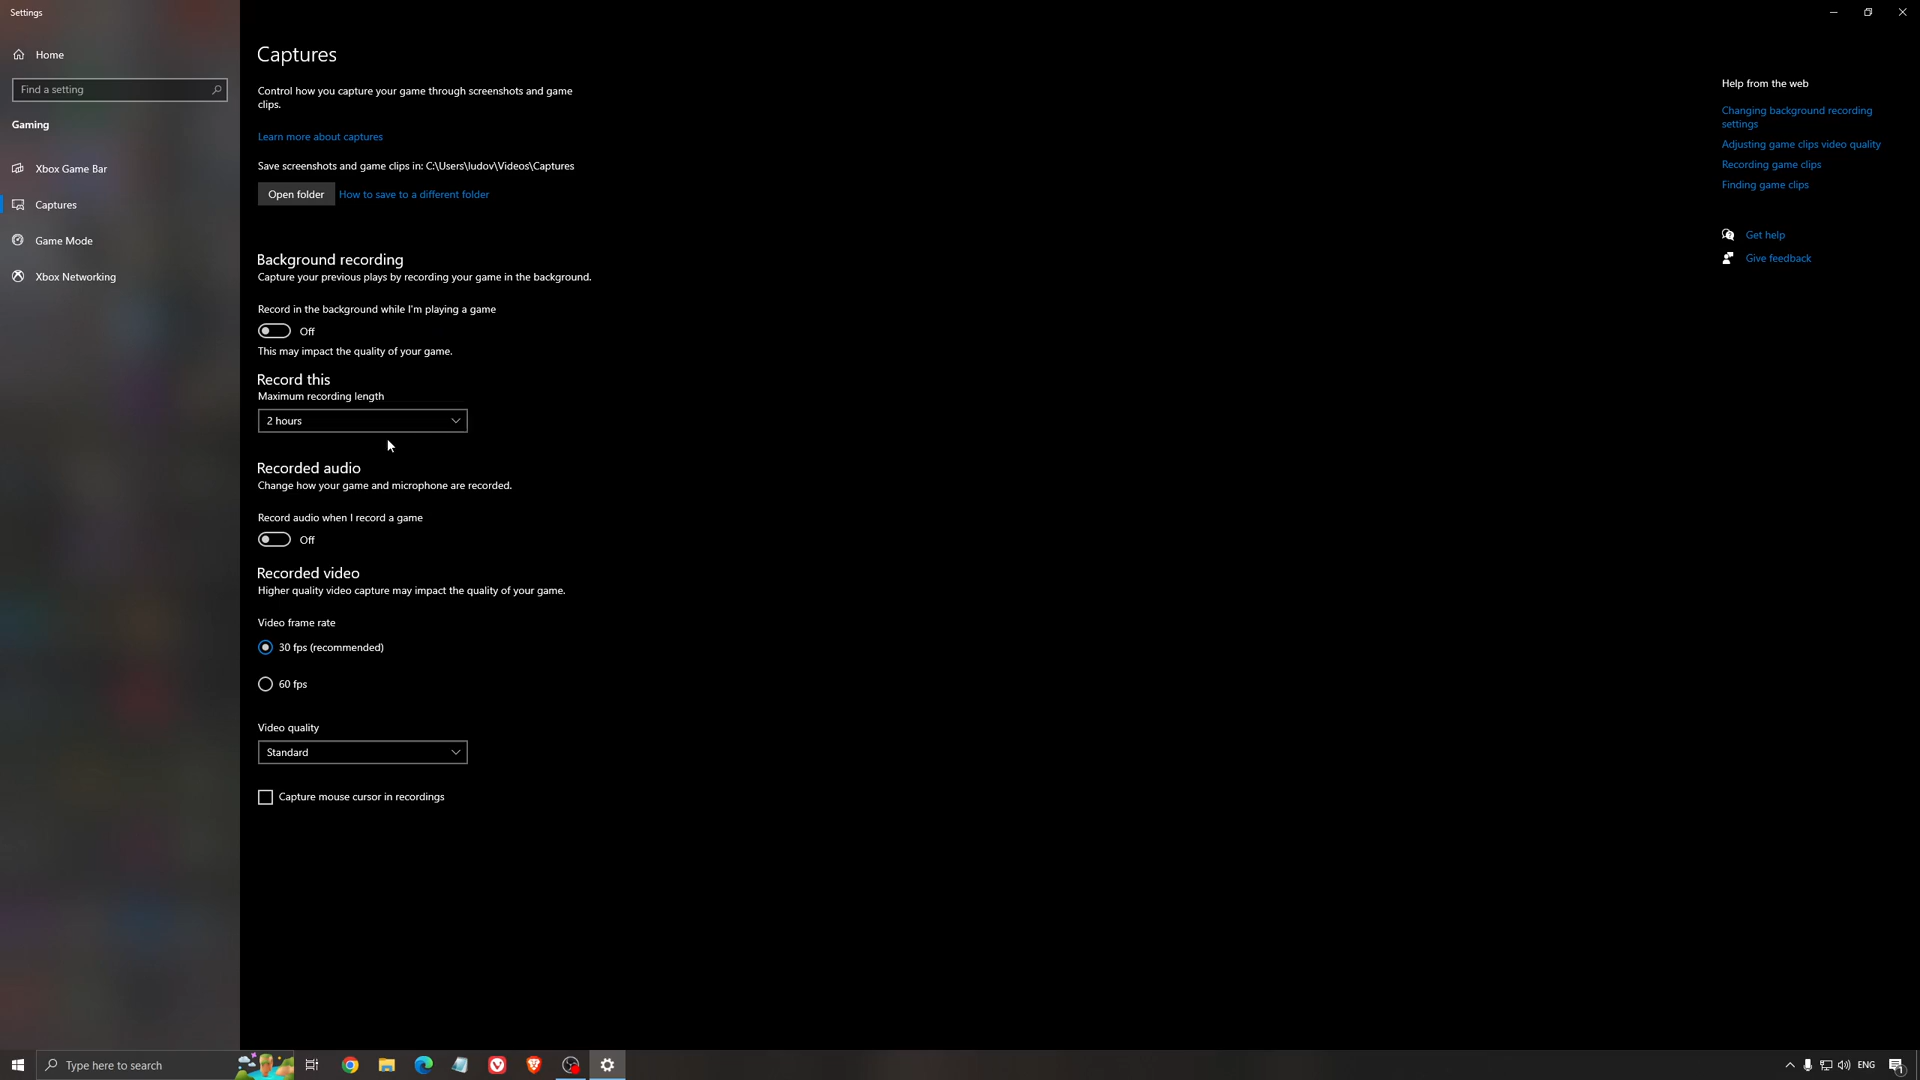 Settings
Home
Find a setting
Gaming
Xbox Game Bar
Captures
Game Mode
Xbox Networking
Captures
Control how you capture your game through screenshots and game
clips.
Learn more about captures
Save screenshots and game clips in: C:\Users\ludov\Videos\Captures
Open folder
How to save to a different folder
Background recording
Capture your previous plays by recording your game in the background.
Record in the background while I'm playing a game
Off
This may impact the quality of your game.
Record this
Maximum recording length
2 hours
Recorded audio
Change how your game and microphone are recorded.
Record audio when I record a game
Off
Recorded video
Higher quality video capture may impact the quality of your game.
Video frame rate
30 fps (recommended)
60 fps
Video quality
Standard
Capture mouse cursor in recordings
Help from the web
Changing background recording
settings
Adjusting game clips video quality
Recording game clips
Finding game clips
Get help
Give feedback
Type here to search
ENG
1